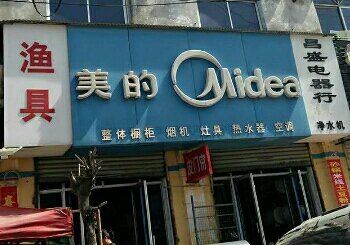 渔具
美的 Midea
整体橱柜 烟机 灶具 热水器 空调
昌盛电器行
净水机